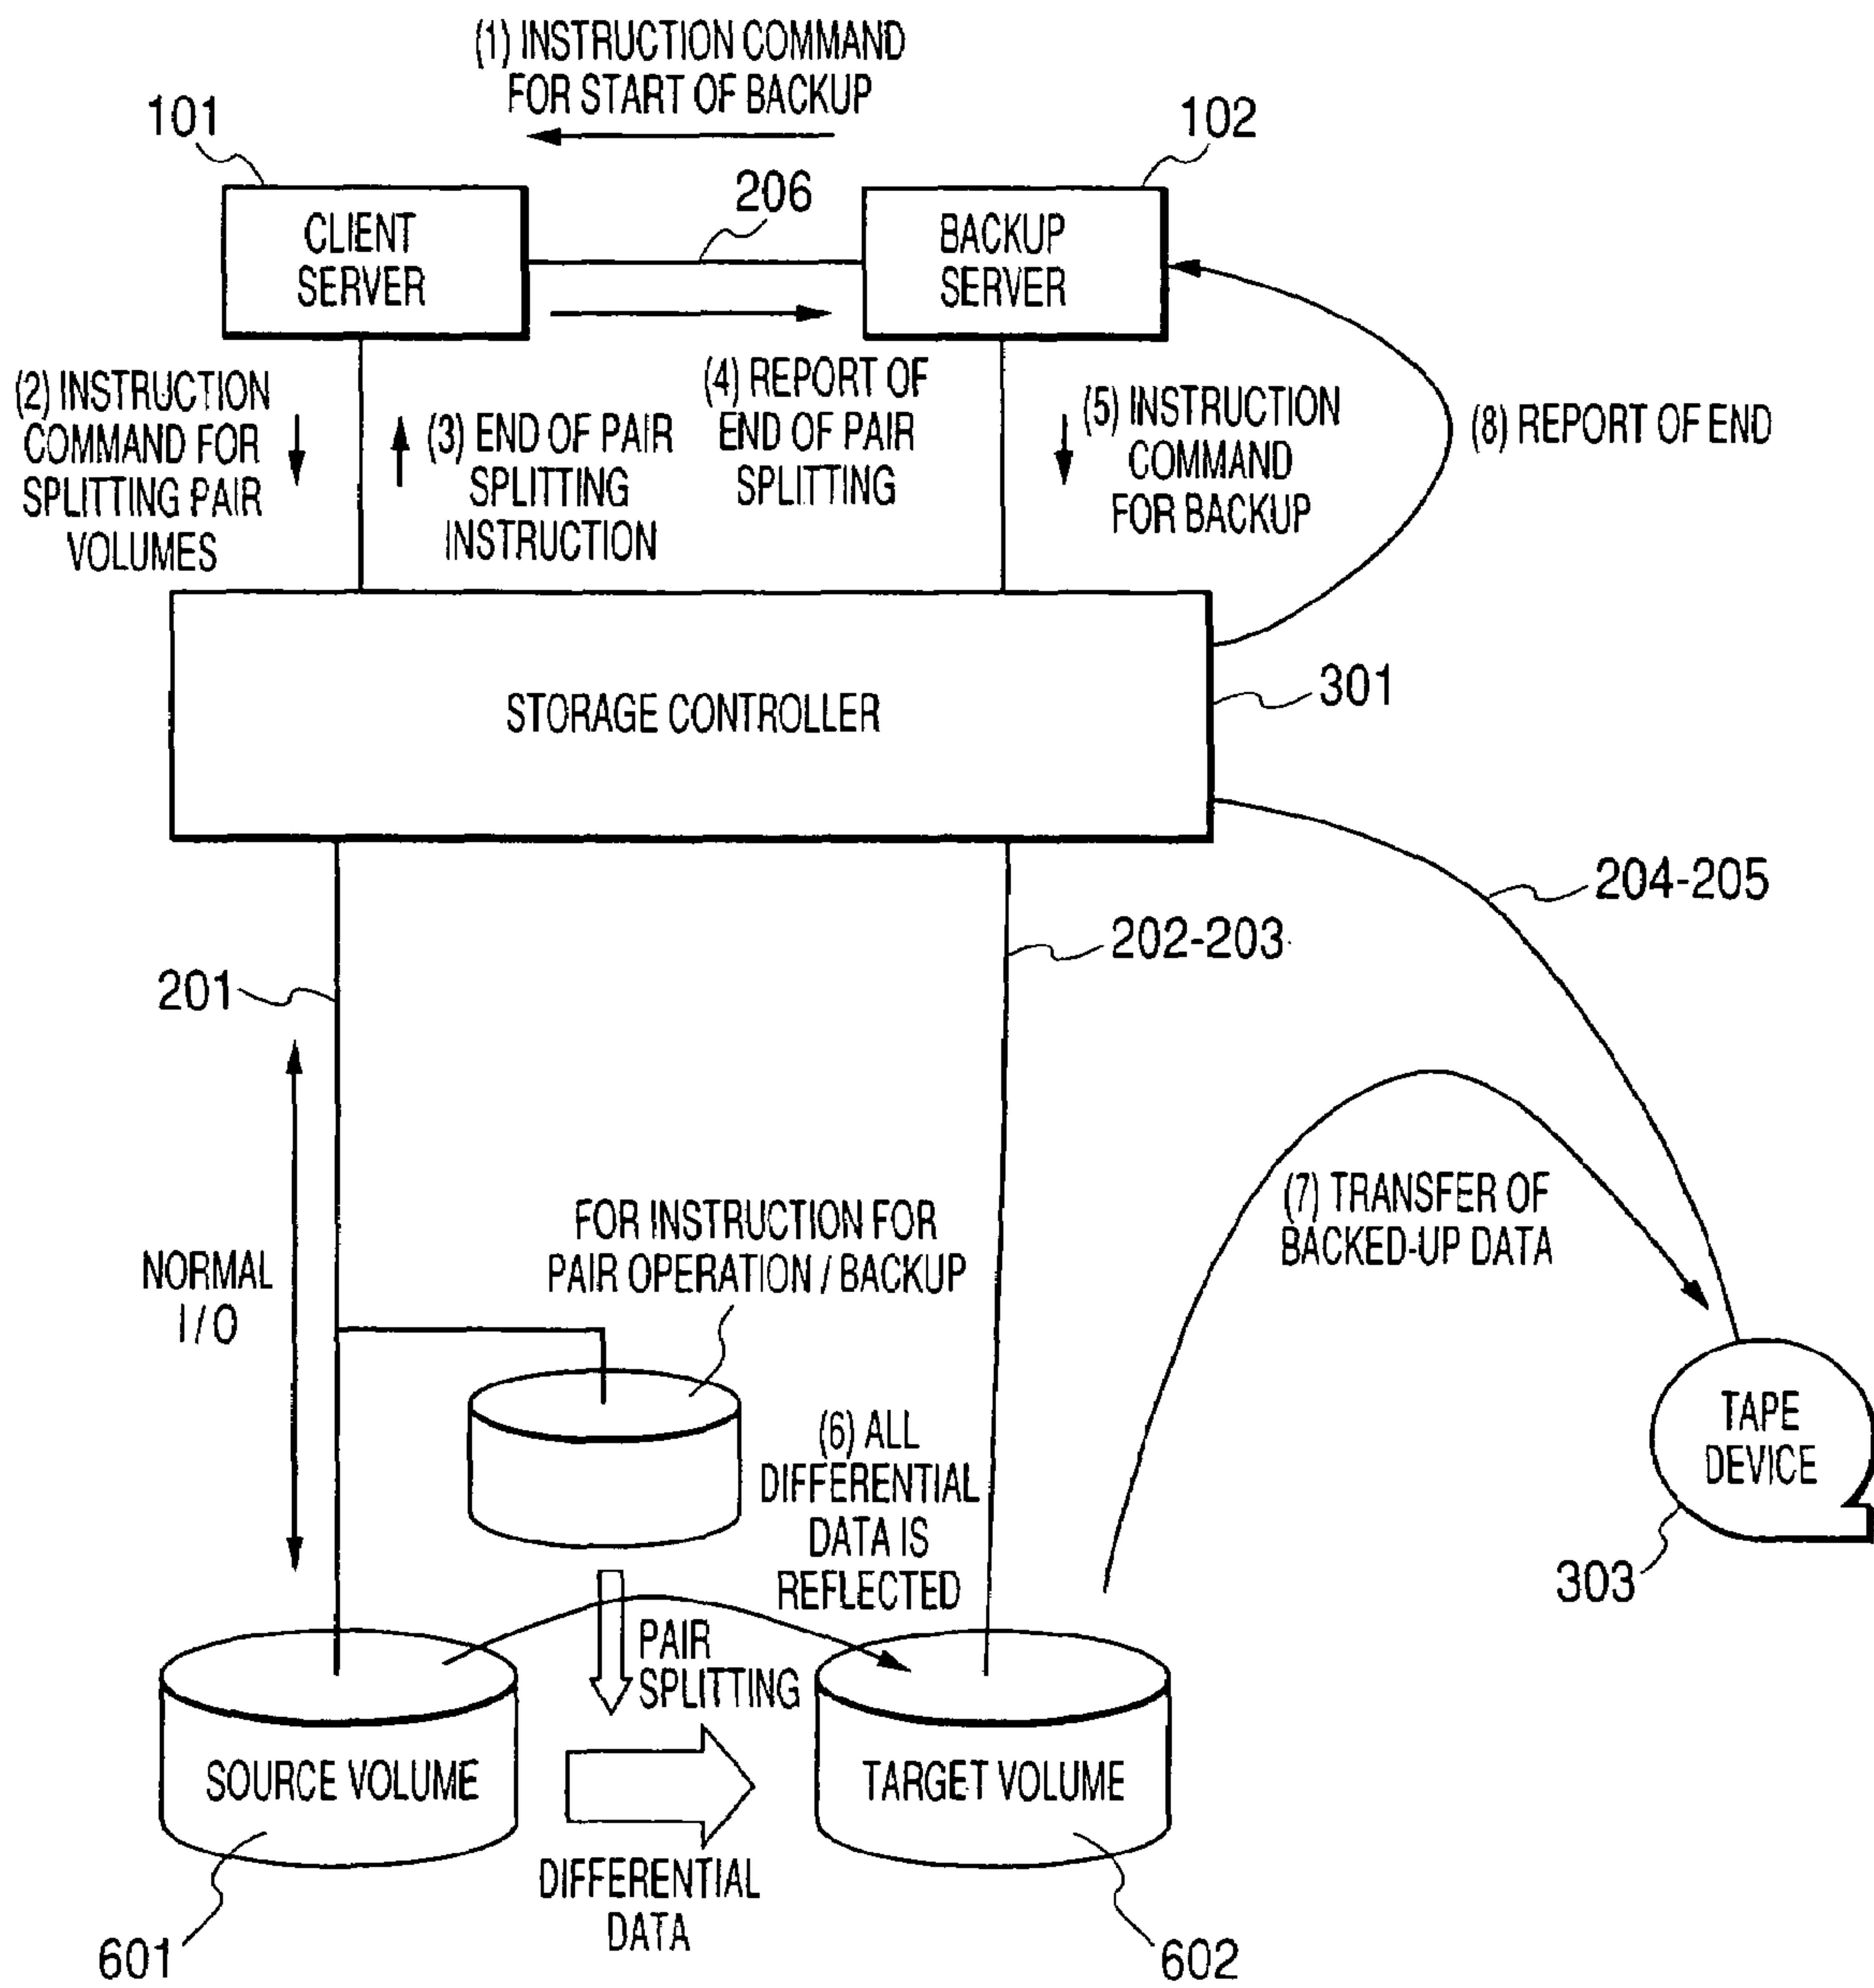 (1) INSTRUCTION COMMAND
FOR START OF BACKUP
101
102
206
CLIENT
SERVER
BACKUP
SERVER
(2) INSTRUCTION
COMMAND FOR
SPLITTING PAIR
VOLUMES
(3) END OF PAIR
SPLITTING
INSTRUCTION
(4) REPORT OF
END OF PAIR
SPLITTING
(5) INSTRUCTION
COMMAND
FOR BACKUP
(8) REPORT OF END
STORAGE CONTROLLER
301
204-205
202-203
201
NORMAL
I/O
FOR INSTRUCTION FOR
PAIR OPERATION / BACKUP
(7) TRANSFER OF
BACKED-UP DATA
(6) ALL
DIFFERENTIAL
DATA IS
REFLECTED
TAPE
DEVICE
303
PAIR
SPLITTING
SOURCE VOLUME
TARGET VOLUME
DIFFERENTIAL
DATA
601
602